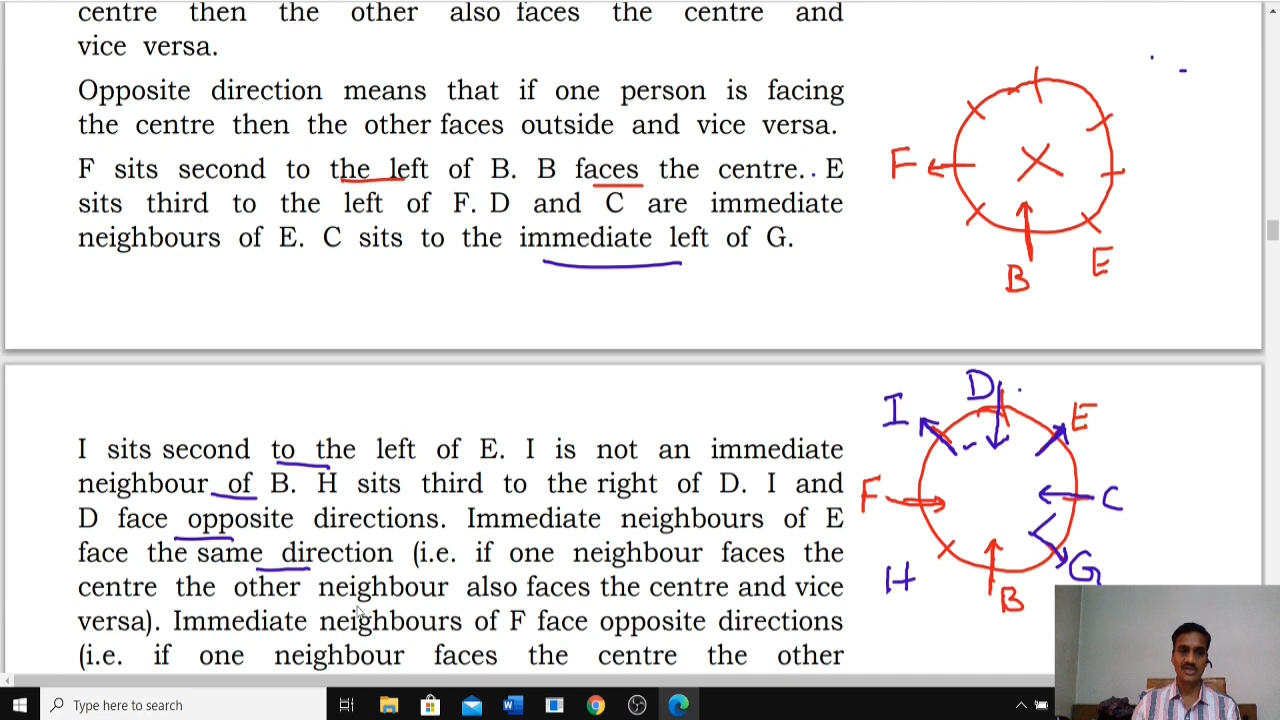 centre then the other also faces the centre and
vice versa.
Opposite direction means that if one person is facing
the centre then the other faces outside and vice versa.
F sits second to the left of B. B faces the centre. E
sits third to the left of F. D and C are immediate
neighbours of E. C sits to the immediate left of G.
F
B
E
I sits second to the left of E. I is not an immediate
neighbour of B. H sits third to the right of D. I and
D face opposite directions. Immediate neighbours of E
face the same direction (i.e. if one neighbour faces the
centre the other neighbour also faces the centre and vice
versa). Immediate neighbours of F face opposite directions
(i.e. if one neighbour faces the centre the other
D
I
E
F
C
H
G
B
Type here to search